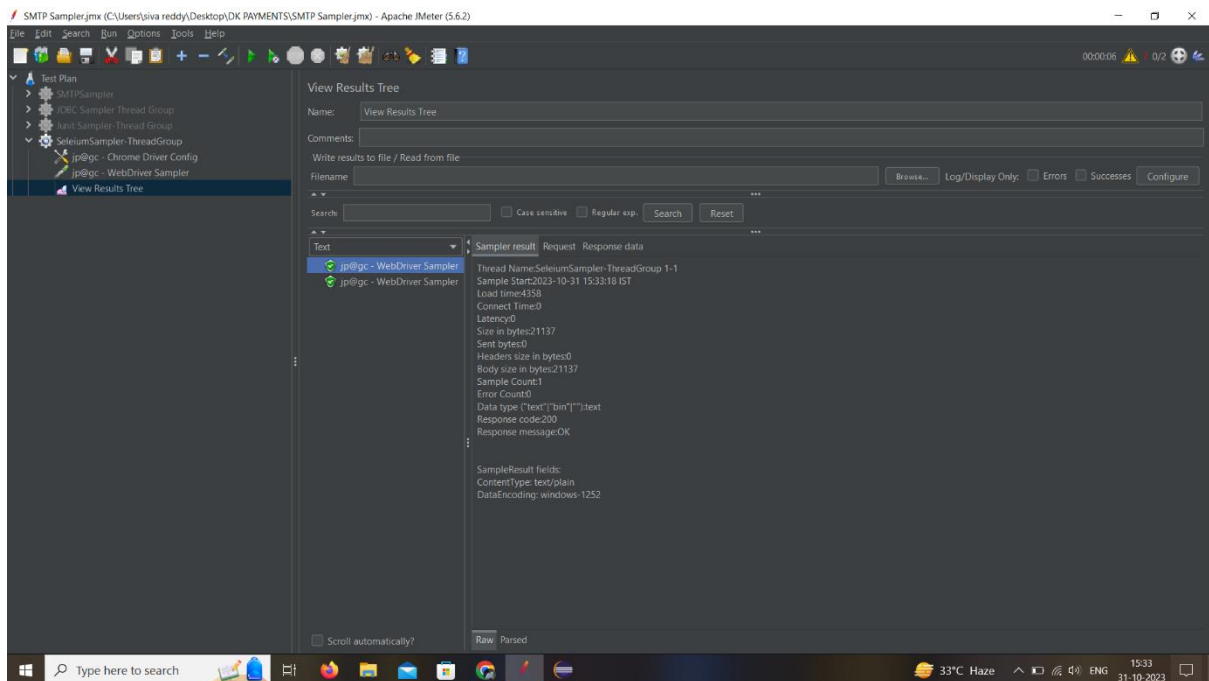 SMTP Sampler.jmx (C:\Users\siva reddy\Desktop\DK PAYMENTS\SMTP Sampler.jmx) - Apache JMeter (5.6.2)
File Edit Search Run Options Tools Help
00:00:06 0/2
Test Plan
SMTPSampler
JDBC Sampler Thread Group
Junit Sampler-Thread Group
SeleiumSampler-ThreadGroup
jp@gc - Chrome Driver Config
jp@gc - WebDriver Sampler
View Results Tree
View Results Tree
Name: View Results Tree
Comments:
Write results to file / Read from file
Filename Browse... Log/Display Only: Errors Successes Configure
Search: Case sensitive Regular exp. Search Reset
Text
jp@gc - WebDriver Sampler
jp@gc - WebDriver Sampler
Scroll automatically?
Sampler result Request Response data
Thread Name:SeleiumSampler-ThreadGroup 1-1
Sample Start:2023-10-31 15:33:18 IST
Load time:4358
Connect Time:0
Latency:0
Size in bytes:21137
Sent bytes:0
Headers size in bytes:0
Body size in bytes:21137
Sample Count:1
Error Count:0
Data type ("text"|"bin"|""):text
Response code:200
Response message:OK
SampleResult fields:
ContentType: text/plain
DataEncoding: windows-1252
Raw Parsed
Type here to search
33°C Haze
ENG
15:33
31-10-2023